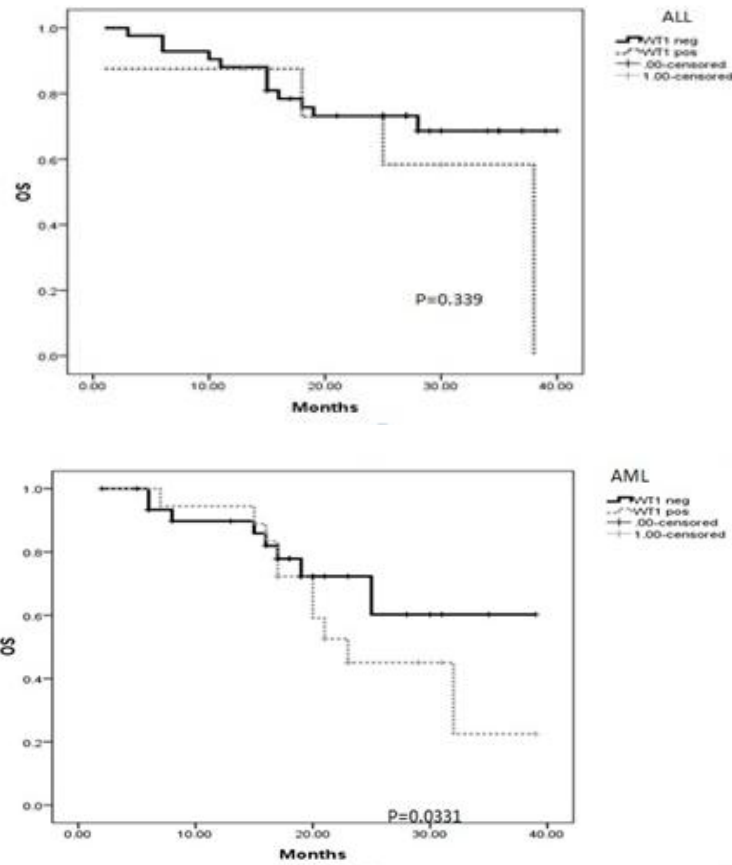 ALL
WT1 neg
WT1 pos
.00-censored
1.00-censored
1.0
0.8
0.6
0.4
0.2
0.0
OS
P=0.339
0.00 10.00 20.00 30.00 40.00
Months
AML
WT1 neg
WT1 pos
.00-censored
1.00-censored
1.0
0.8
0.6
0.4
0.2
0.0
OS
P=0.0331
0.00 10.00 20.00 30.00 40.00
Months